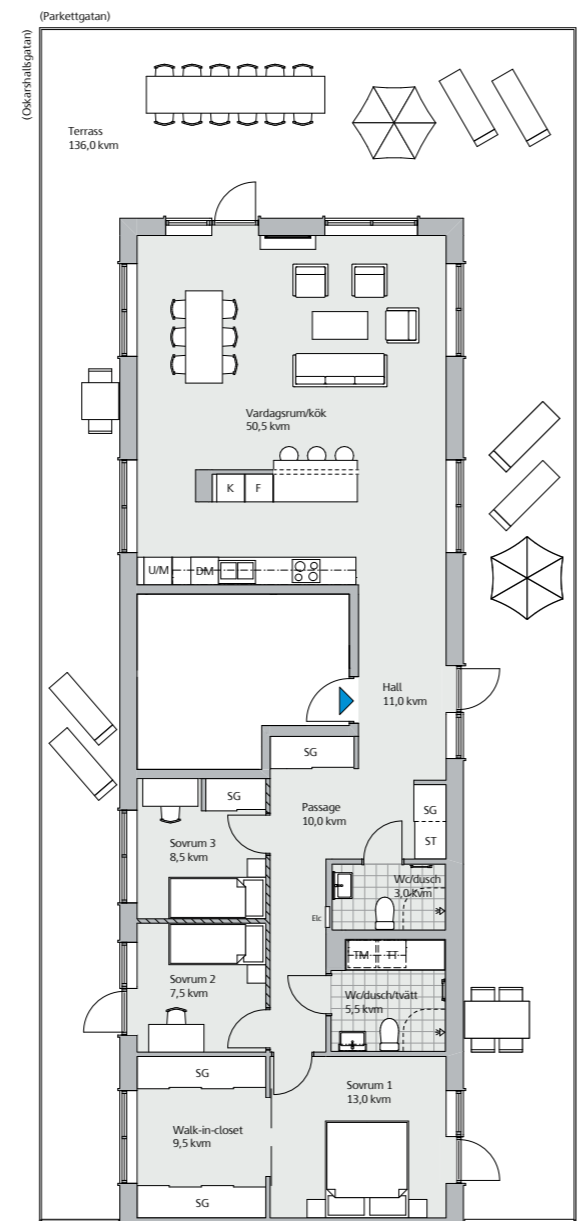 (Parkettgatan)
(Oskarshallsgatan)
Terrass
136,0 kvm
Vardagsrum/kök
50,5 kvm
K
F
U/M
DM
Hall
11,0 kvm
SG
SG
Passage
10,0 kvm
SG
ST
Sovrum 3
8,5 kvm
Wc/dusch
3,0 kvm
Elc
TM
TT
Sovrum 2
7,5 kvm
Wc/dusch/tvätt
5,5 kvm
SG
Sovrum 1
13,0 kvm
Walk-in-closet
9,5 kvm
SG